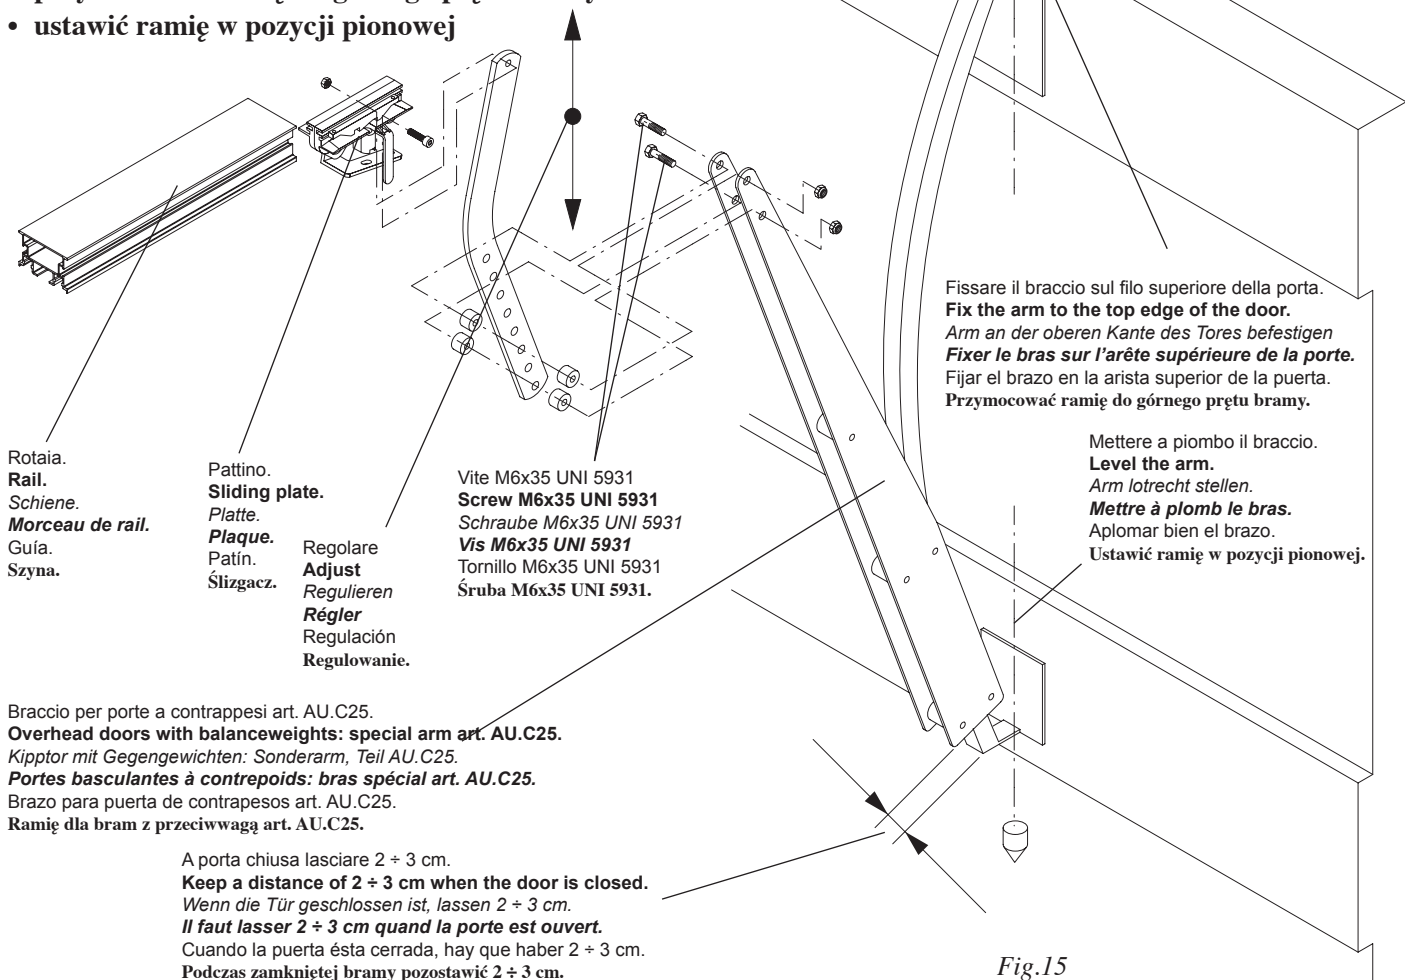 • ustawić ramię w pozycji pionowej
Fissare il braccio sul filo superiore della porta.
Fix the arm to the top edge of the door.
Arm an der oberen Kante des Tores befestigen
Fixer le bras sur l’arête supérieure de la porte.
Fijar el brazo en la arista superior de la puerta.
Przymocować ramię do górnego prętu bramy.
Mettere a piombo il braccio.
Level the arm.
Arm lotrecht stellen.
Mettre à plomb le bras.
Aplomar bien el brazo.
Ustawić ramię w pozycji pionowej.
Rotaia.
Rail.
Schiene.
Morceau de rail.
Guía.
Szyna.
Pattino.
Sliding plate.
Platte.
Plaque.
Patín.
Ślizgacz.
Regolare
Adjust
Regulieren
Régler
Regulación
Regulowanie.
Vite M6x35 UNI 5931
Screw M6x35 UNI 5931
Schraube M6x35 UNI 5931
Vis M6x35 UNI 5931
Tornillo M6x35 UNI 5931
Śruba M6x35 UNI 5931.
Braccio per porte a contrappesi art. AU.C25.
Overhead doors with balanceweights: special arm art. AU.C25.
Kipptor mit Gegengewichten: Sonderarm, Teil AU.C25.
Portes basculantes à contrepoids: bras spécial art. AU.C25.
Brazo para puerta de contrapesos art. AU.C25.
Ramię dla bram z przeciwwagą art. AU.C25.
A porta chiusa lasciare 2 ÷ 3 cm.
Keep a distance of 2 ÷ 3 cm when the door is closed.
Wenn die Tür geschlossen ist, lassen 2 ÷ 3 cm.
Il faut lasser 2 ÷ 3 cm quand la porte est ouvert.
Cuando la puerta ésta cerrada, hay que haber 2 ÷ 3 cm.
Podczas zamkniętej bramy pozostawić 2 ÷ 3 cm.
Fig.15